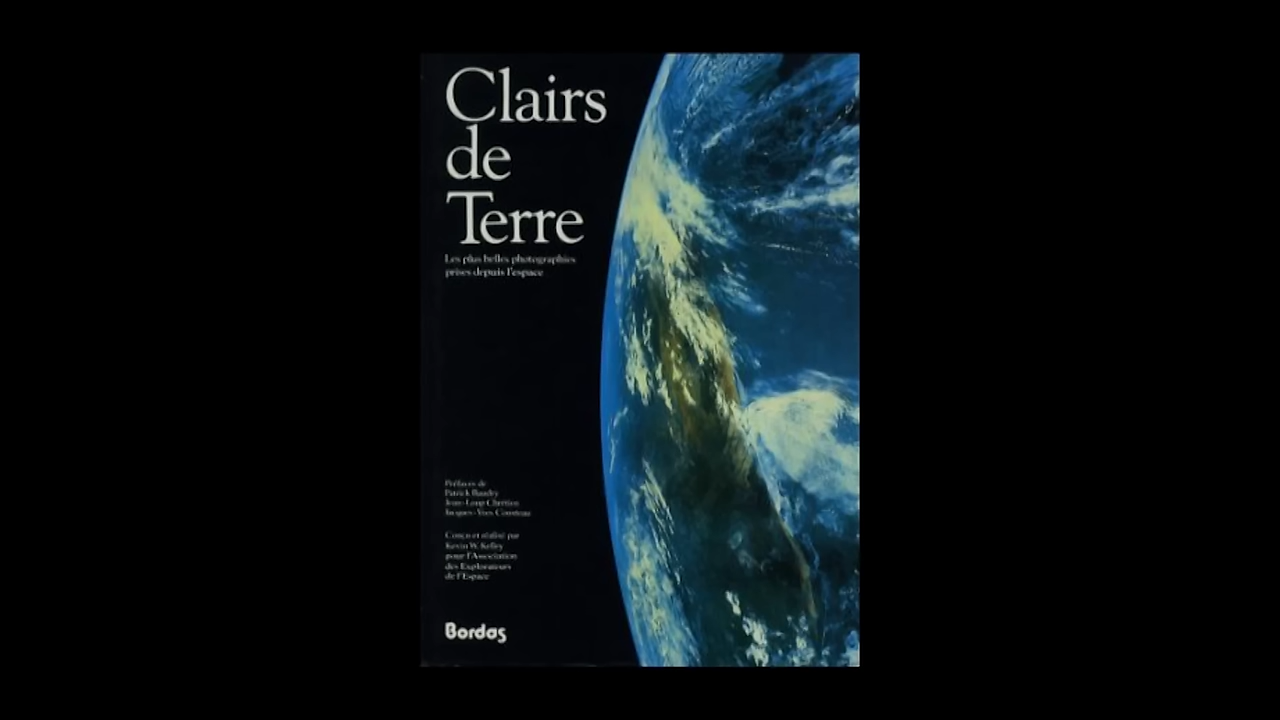 Clairs
de
Terre
Les plus belles photographies
prises depuis l'espace
Préfaces de
Patrick Baudry
Jean-Loup Chrétien
Jacques-Yves Cousteau
Conçu et réalisé par
Kevin W. Kelley
pour l'Association
des Explorateurs
de l'Espace
Bordas